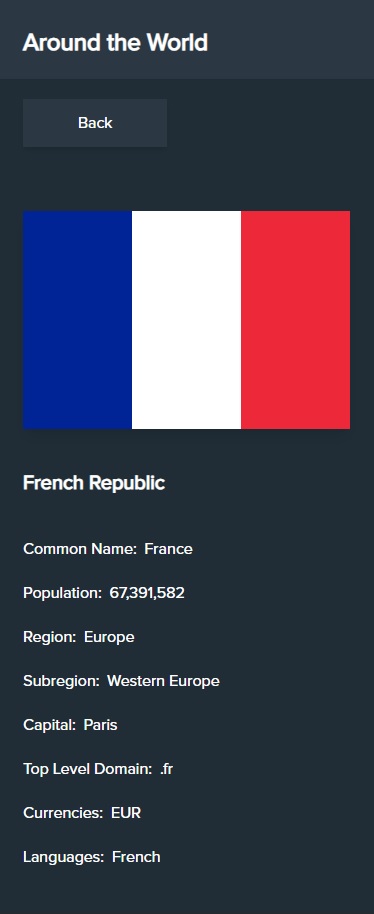 Around the World
Back
French Republic
Common Name: France
Population: 67,391,582
Region: Europe
Subregion: Western Europe
Capital: Paris
Top Level Domain: .fr
Currencies: EUR
Languages: French